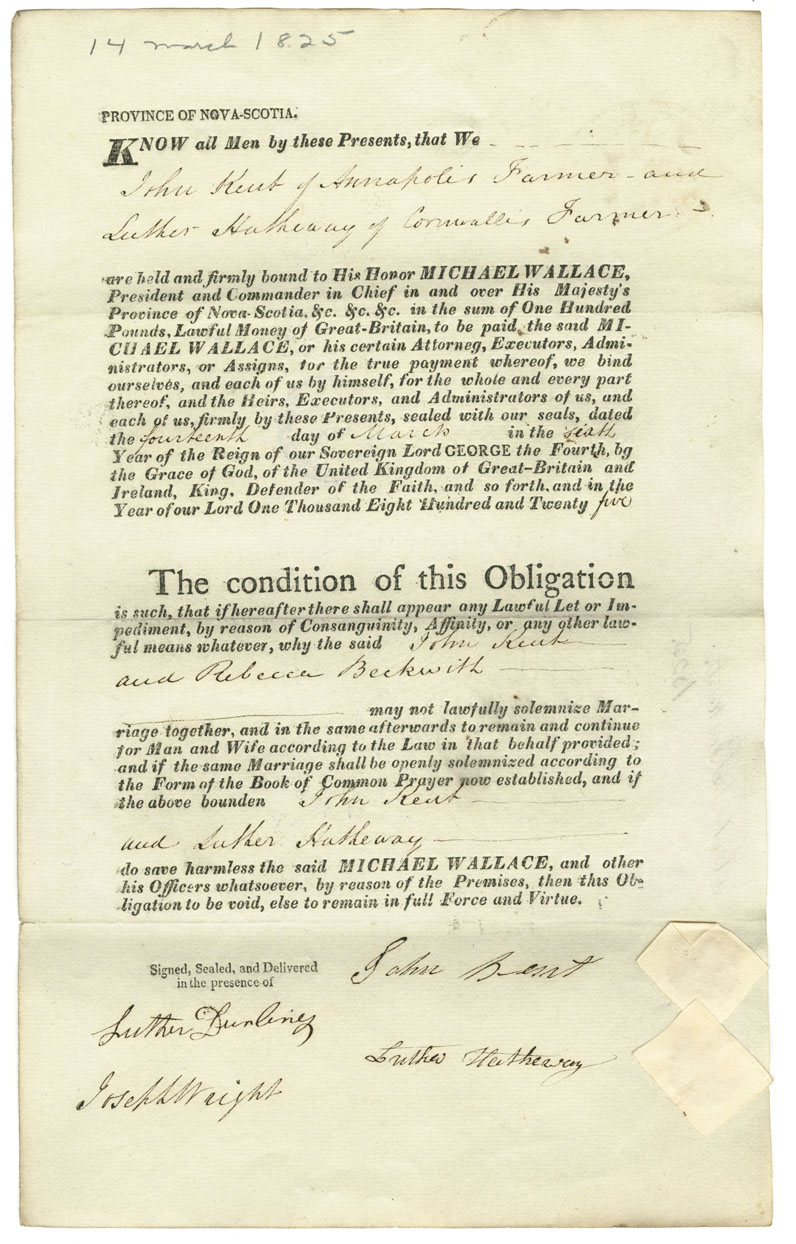 14 march 1825
PROVINCE OF NOVA-SCOTIA.
KNOW all Men by these Presents, that We
John Kent of Annapolis Farmer - and
Luther Hatheway of Cornwallis Farmer
are held and firmly bound to His Honor MICHAEL WALLACE,
President and Commander in Chief in and over His Majesty's
Province of Nova-Scotia, &c. &c. &c. in the sum of One Hundred
Pounds, Lawful Money of Great-Britain, to be paid, the said MI-
CHAEL WALLACE, or his certain Attorneg, Executors, Admi-
nistrators, or Assigns, tor the true payment whereof, we bind
ourselves, and each of us by himself, for the whole and every part
thereof, and the Heirs, Executors, and Administrators of us, and
each of us, firmly by these Presents, sealed with our seals, dated
the fourteenth day of March in the sixth
Year of the Reign of our Sovereign Lord GEORGE the Fourth, bg
the Grace of God, of the United Kingdom of Great-Britain and
Ireland, King, Defender of the Faith, and so forth, and in the
Year of our Lord One Thousand Eight Hundred and Twenty five
The condition of this Obligation
is such, that if hereafter there shall appear any Lawful Let or Im-
pediment, by reason of Consanguinity, Affinity, or any other law-
ful means whatever, why the said John Kent
and Rebecca Beckwith
may not lawfully solemnize Mar-
riage together, and in the same afterwards to remain and continue
for Man and Wife according to the Law in that behalf provided;
and if the same Marriage shall be openly solemnized according to
the Form of the Book of Common Prayer now established, and if
the above bounden John Kent
and Luther Hatheway
do save harmless the said MICHAEL WALLACE, and other
his Officers whatsoever, by reason of the Premises, then this Ob-
ligation to be void, else to remain in full Force and Virtue.
Signed, Sealed, and Delivered
in the presence of
John Bent
Luther
Luther Hatheway
Joseph Wright